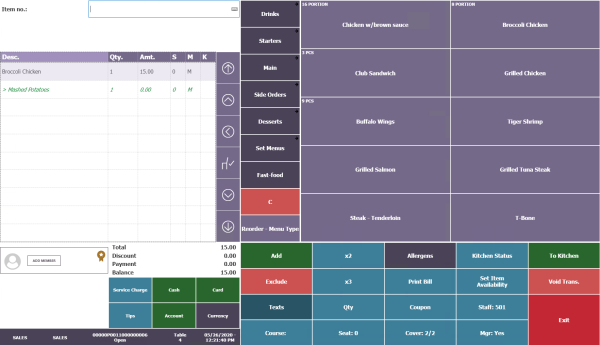 Item no.:
Desc. Qty. Amt. S M K
Broccoli Chicken 1 15.00 0 M
> Mashed Potatoes 1 0.00 0 M
ADD MEMBER
Total 15.00
Discount 0.00
Payment 0.00
Balance 15.00
Service Charge
Cash
Card
Tips
Account
Currency
SALES
SALES
00000P0011000000006
Open
Table
4
05/26/2020 -
12:21:40 PM
Drinks
Starters
Main
Side Orders
Desserts
Set Menus
Fast-food
C
Reorder - Menu Type
16 PORTION
Chicken w/brown sauce
8 PORTION
Broccoli Chicken
3 PCS
Club Sandwich
Grilled Chicken
9 PCS
Buffalo Wings
Tiger Shrimp
Grilled Salmon
Grilled Tuna Steak
Steak - Tenderloin
T-Bone
Add
x2
Allergens
Kitchen Status
To Kitchen
Exclude
x3
Print Bill
Set Item
Availability
Void Trans.
Texts
Qty
Coupon
Staff: 501
Exit
Course:
Seat: 0
Cover: 2/2
Mgr: Yes